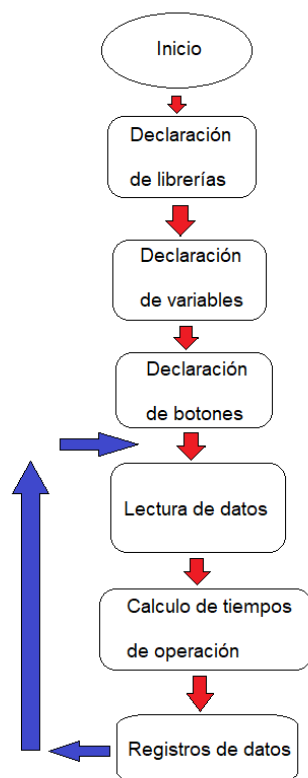 Inicio
Declaración
de librerías
Declaración
de variables
Declaración
de botones
Lectura de datos
Calculo de tiempos
de operación
Registros de datos